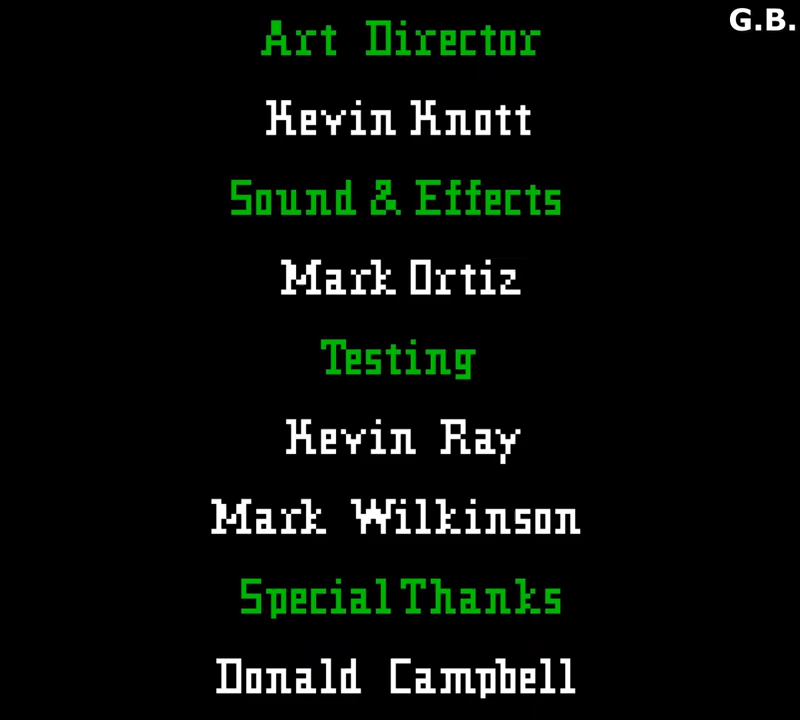 G.B.
Art Director
Kevin Knott
Sound & Effects
Mark Ortiz
Testing
Kevin Ray
Mark Wilkinson
Special Thanks
Donald Campbell